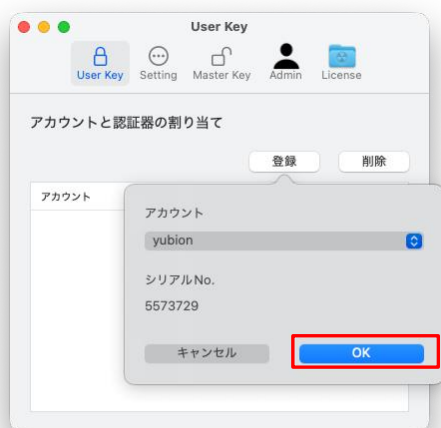 User Key
User Key Setting Master Key Admin License
アカウントと認証器の割り当て
登録 削除
アカウント
アカウント
yubion
シリアルNo.
5573729
キャンセル OK